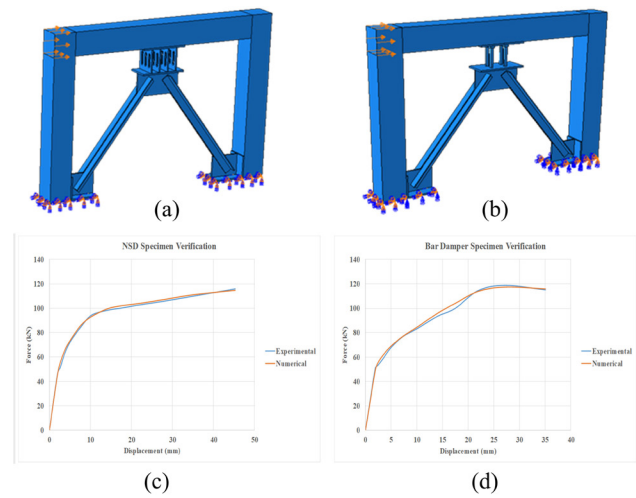 (a)
(b)
NSD Specimen Verification
140
120
100
80
60
40
20
0
Force (kN)
0 10 20 30 40 50
Displacement (mm)
Experimental
Numerical
Bar Damper Specimen Verification
140
120
100
80
60
40
20
0
Force (kN)
0 5 10 15 20 25 30 35 40
Displacement (mm)
Experimental
Numerical
(c)
(d)